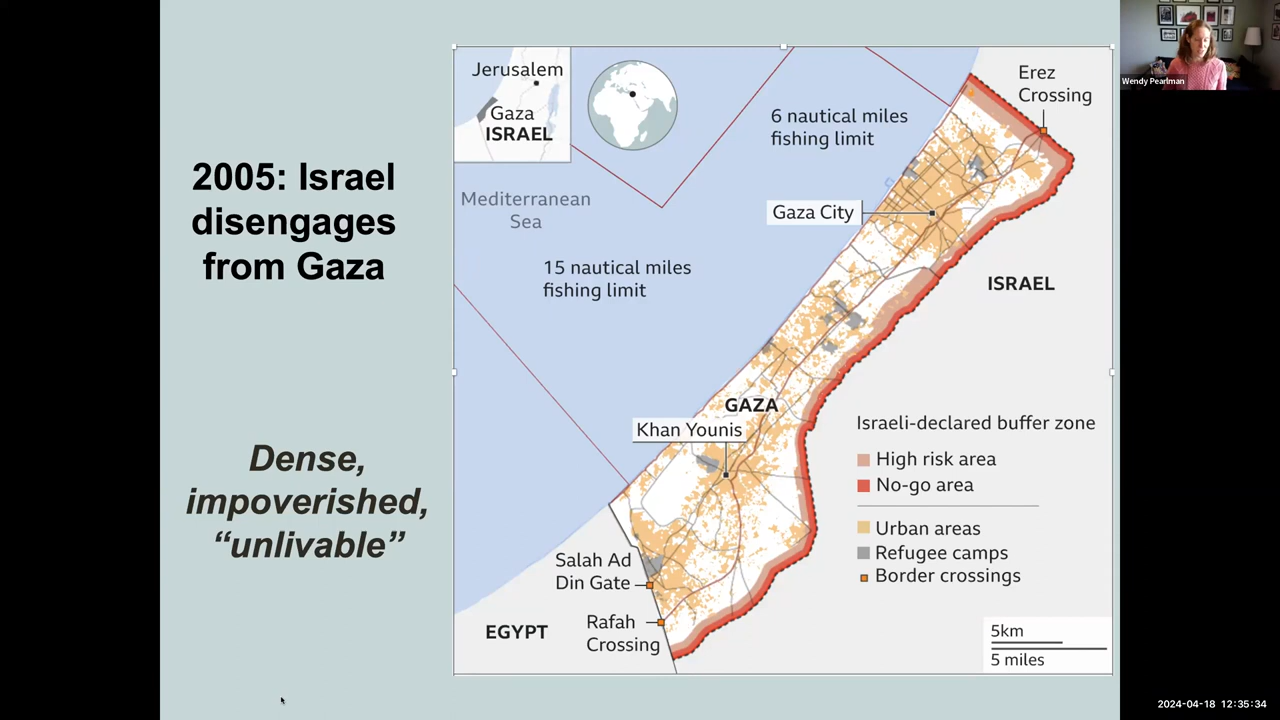 2005: Israel
disengages
from Gaza
Dense,
impoverished,
“unlivable”
Jerusalem
Gaza
ISRAEL
Mediterranean
Sea
6 nautical miles
fishing limit
15 nautical miles
fishing limit
Erez
Crossing
Gaza City
ISRAEL
GAZA
Khan Younis
Israeli-declared buffer zone
High risk area
No-go area
Urban areas
Refugee camps
Border crossings
Salah Ad
Din Gate
Rafah
Crossing
EGYPT
5km
5 miles
Wendy Pearlman
2024-04-18 12:35:34